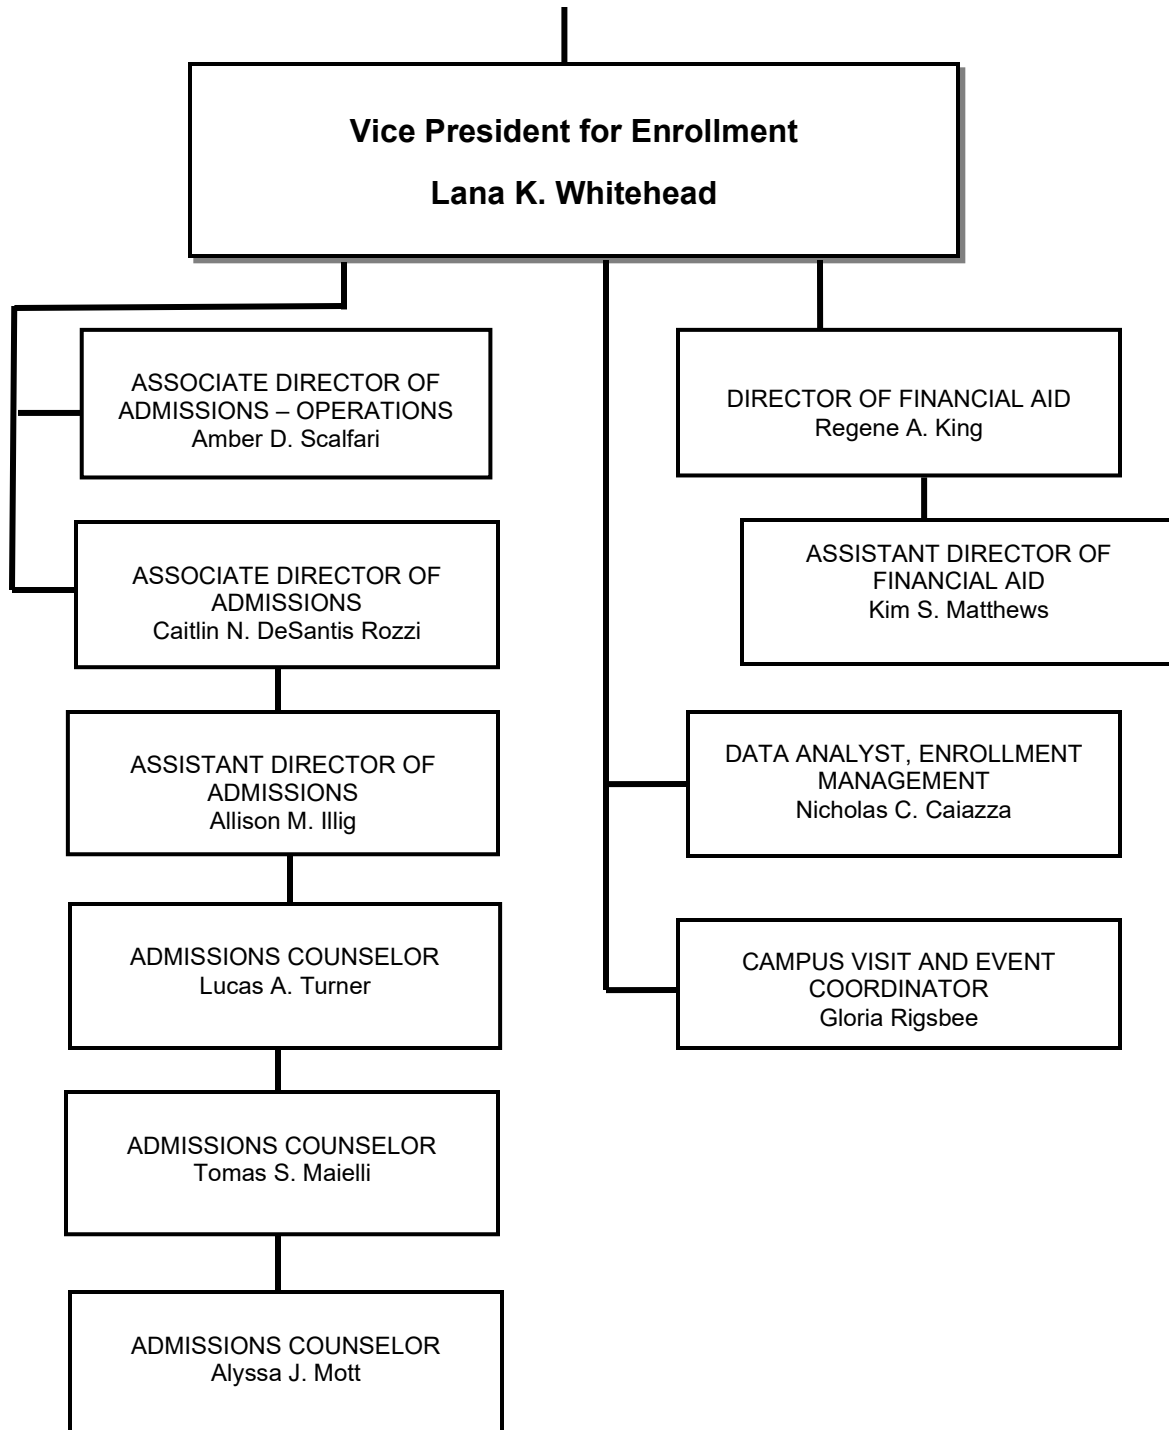 Vice President for Enrollment
Lana K. Whitehead
ASSOCIATE DIRECTOR OF
ADMISSIONS – OPERATIONS
Amber D. Scalfari
ASSOCIATE DIRECTOR OF
ADMISSIONS
Caitlin N. DeSantis Rozzi
ASSISTANT DIRECTOR OF
ADMISSIONS
Allison M. Illig
ADMISSIONS COUNSELOR
Lucas A. Turner
ADMISSIONS COUNSELOR
Tomas S. Maielli
ADMISSIONS COUNSELOR
Alyssa J. Mott
DIRECTOR OF FINANCIAL AID
Regene A. King
ASSISTANT DIRECTOR OF
FINANCIAL AID
Kim S. Matthews
DATA ANALYST, ENROLLMENT
MANAGEMENT
Nicholas C. Caiazza
CAMPUS VISIT AND EVENT
COORDINATOR
Gloria Rigsbee